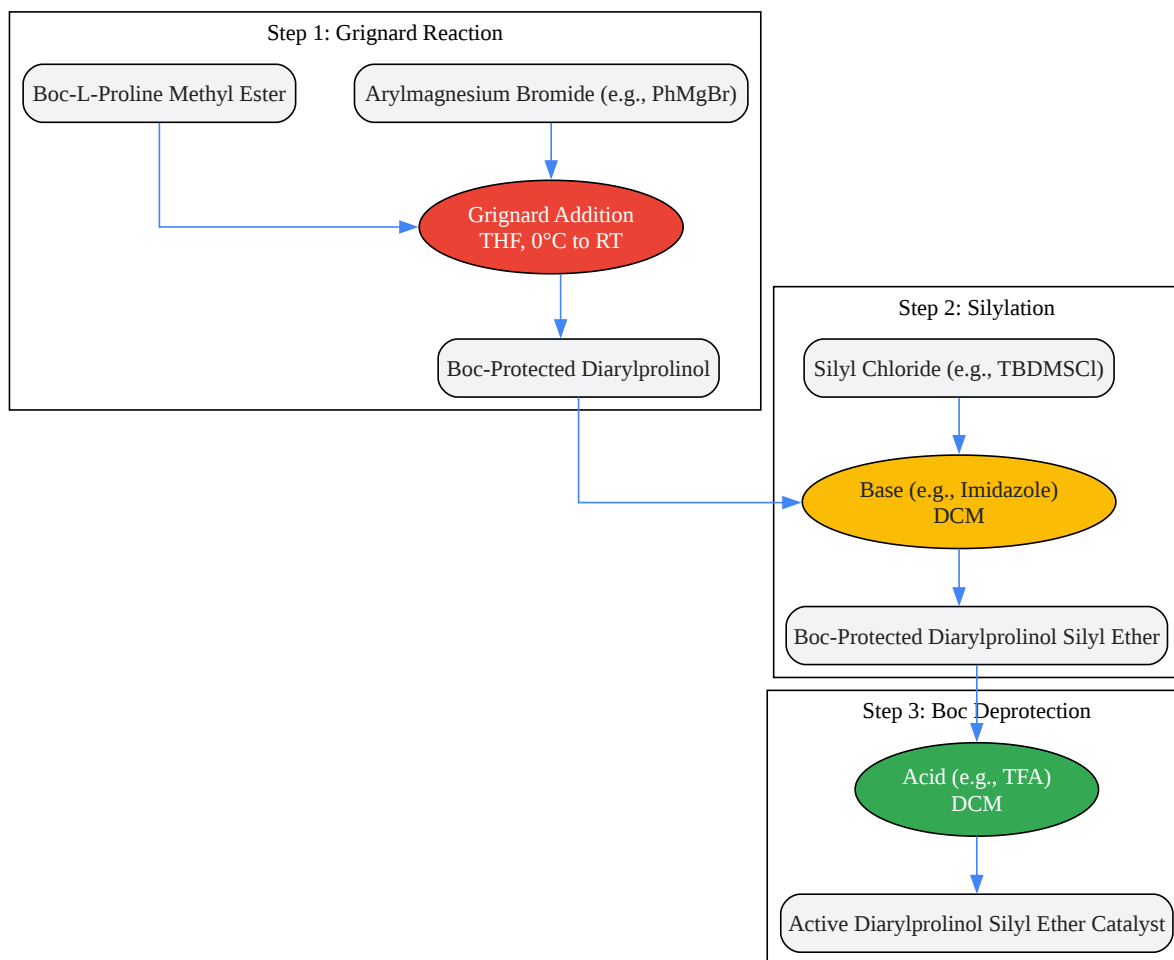 Step 1: Grignard Reaction
Boc-L-Proline Methyl Ester
Arylmagnesium Bromide (e.g., PhMgBr)
Grignard Addition
THF, 0°C to RT
Boc-Protected Diarylprolinol
Step 2: Silylation
Silyl Chloride (e.g., TBDMSCl)
Base (e.g., Imidazole)
DCM
Boc-Protected Diarylprolinol Silyl Ether
Step 3: Boc Deprotection
Acid (e.g., TFA)
DCM
Active Diarylprolinol Silyl Ether Catalyst